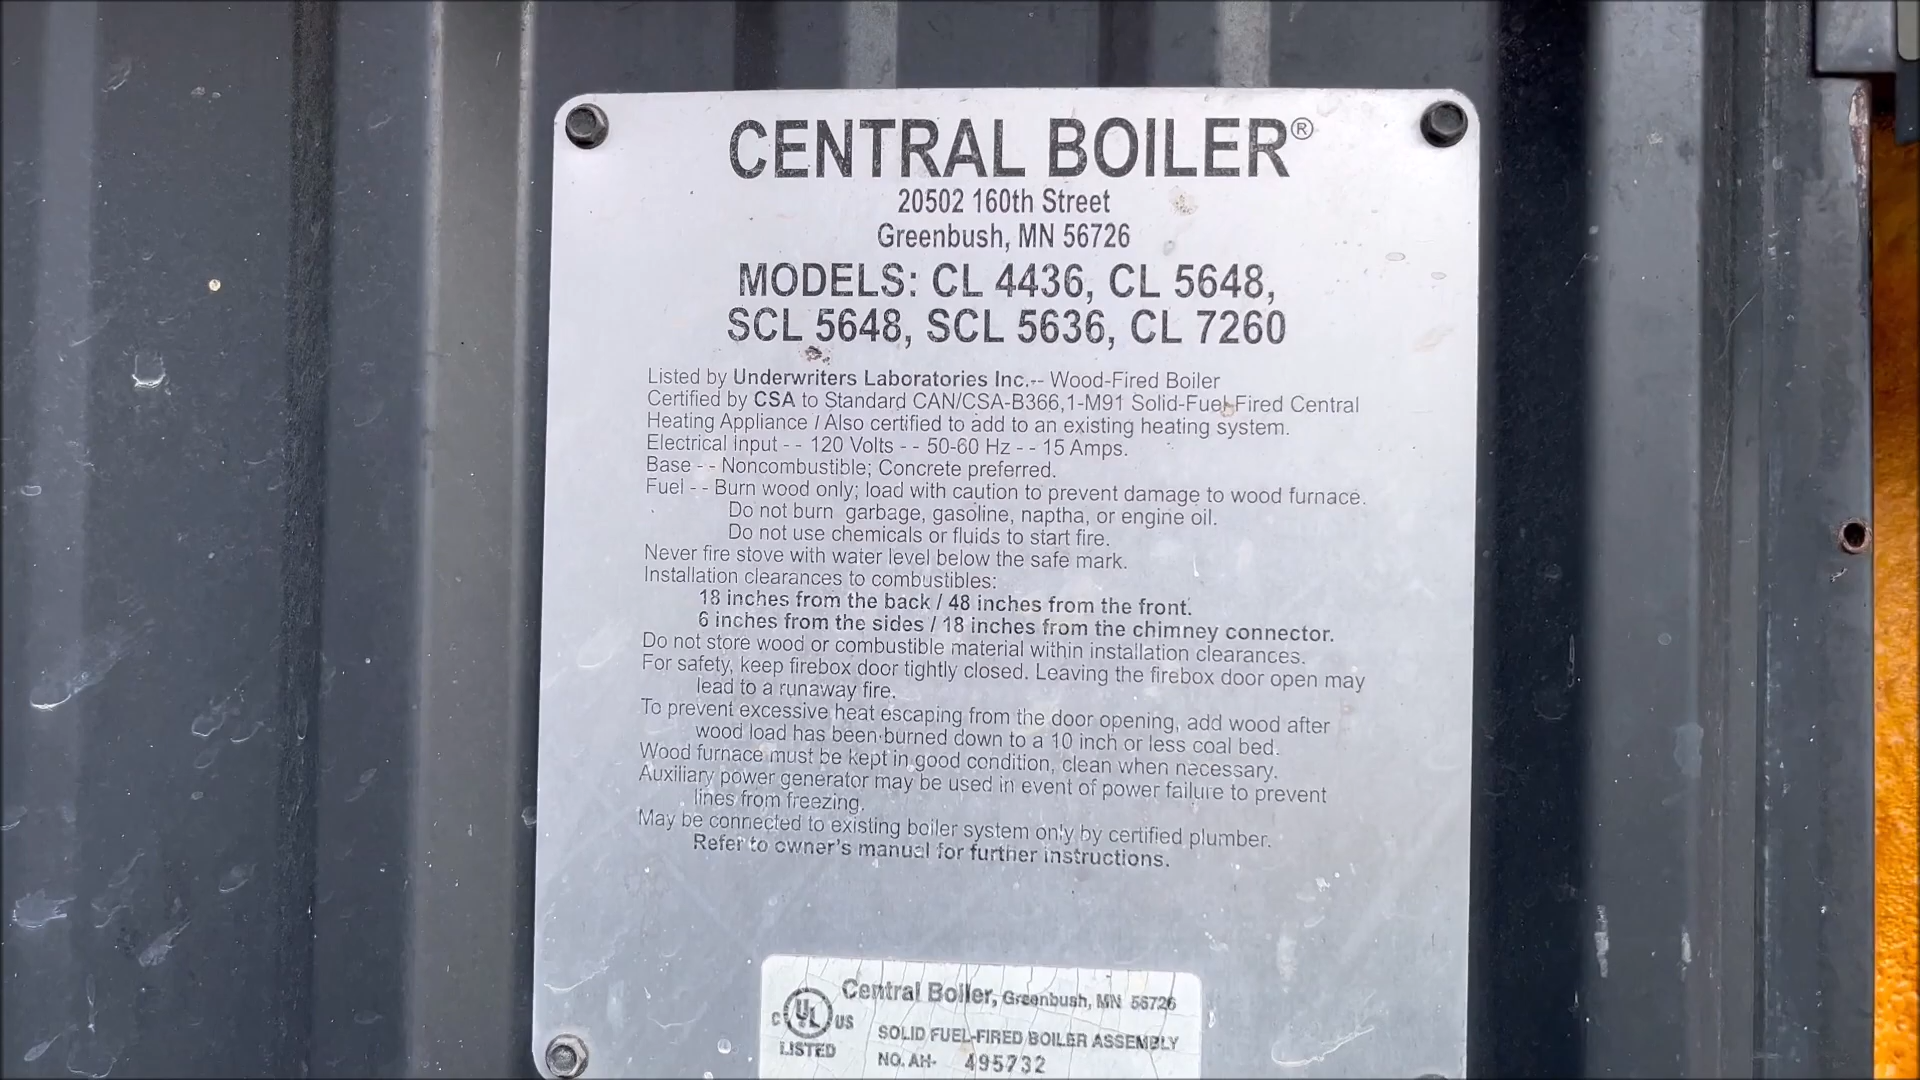 CENTRAL BOILER®
20502 160th Street
Greenbush, MN 56726
MODELS: CL 4436, CL 5648,
SCL 5648, SCL 5636, CL 7260
Listed by Underwriters Laboratories Inc.-- Wood-Fired Boiler
Certified by CSA to Standard CAN/CSA-B366,1-M91 Solid-Fuel-Fired Central
Heating Appliance / Also certified to add to an existing heating system.
Electrical Input - - 120 Volts - - 50-60 Hz - - 15 Amps.
Base - - Noncombustible; Concrete preferred.
Fuel - - Burn wood only; load with caution to prevent damage to wood furnace.
Do not burn garbage, gasoline, naptha, or engine oil.
Do not use chemicals or fluids to start fire.
Never fire stove with water level below the safe mark.
Installation clearances to combustibles:
18 inches from the back / 48 inches from the front.
6 inches from the sides / 18 inches from the chimney connector.
Do not store wood or combustible material within installation clearances.
For safety, keep firebox door tightly closed. Leaving the firebox door open may
lead to a runaway fire.
To prevent excessive heat escaping from the door opening, add wood after
wood load has been burned down to a 10 inch or less coal bed.
Wood furnace must be kept in good condition, clean when necessary.
Auxiliary power generator may be used in event of power failure to prevent
lines from freezing.
May be connected to existing boiler system only by certified plumber.
Refer to owner's manual for further instructions.
Central Boiler, Greenbush, MN 56726
C UL US
LISTED
SOLID FUEL-FIRED BOILER ASSEMBLY
NO. AH- 495732